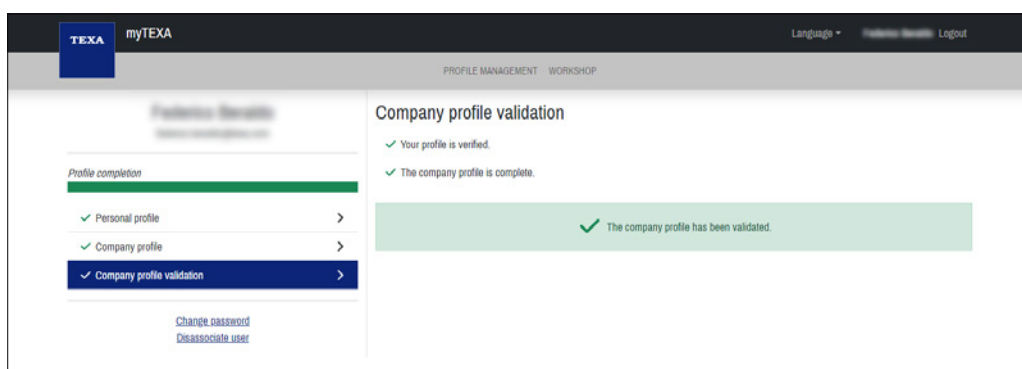 TEXA myTEXA Language Logout
PROFILE MANAGEMENT WORKSHOP
Company profile validation
Your profile is verified.
Profile completion
The company profile is complete.
Personal profile
The company profile has been validated.
Company profile
Company profile validation
Change password
Disassociate user